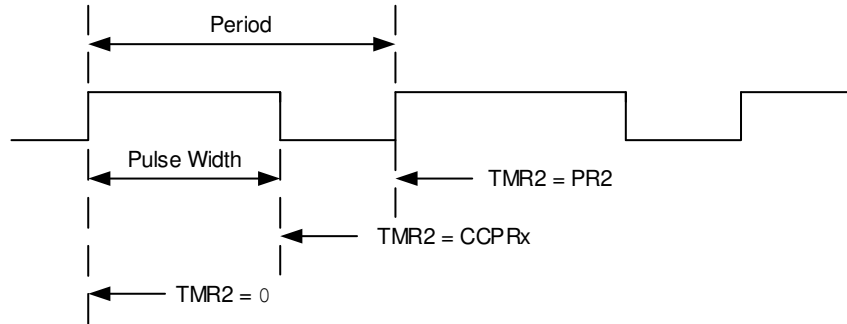 Period
Pulse Width
TMR2 = PR2
TMR2 = CCPRx
TMR2 = 0